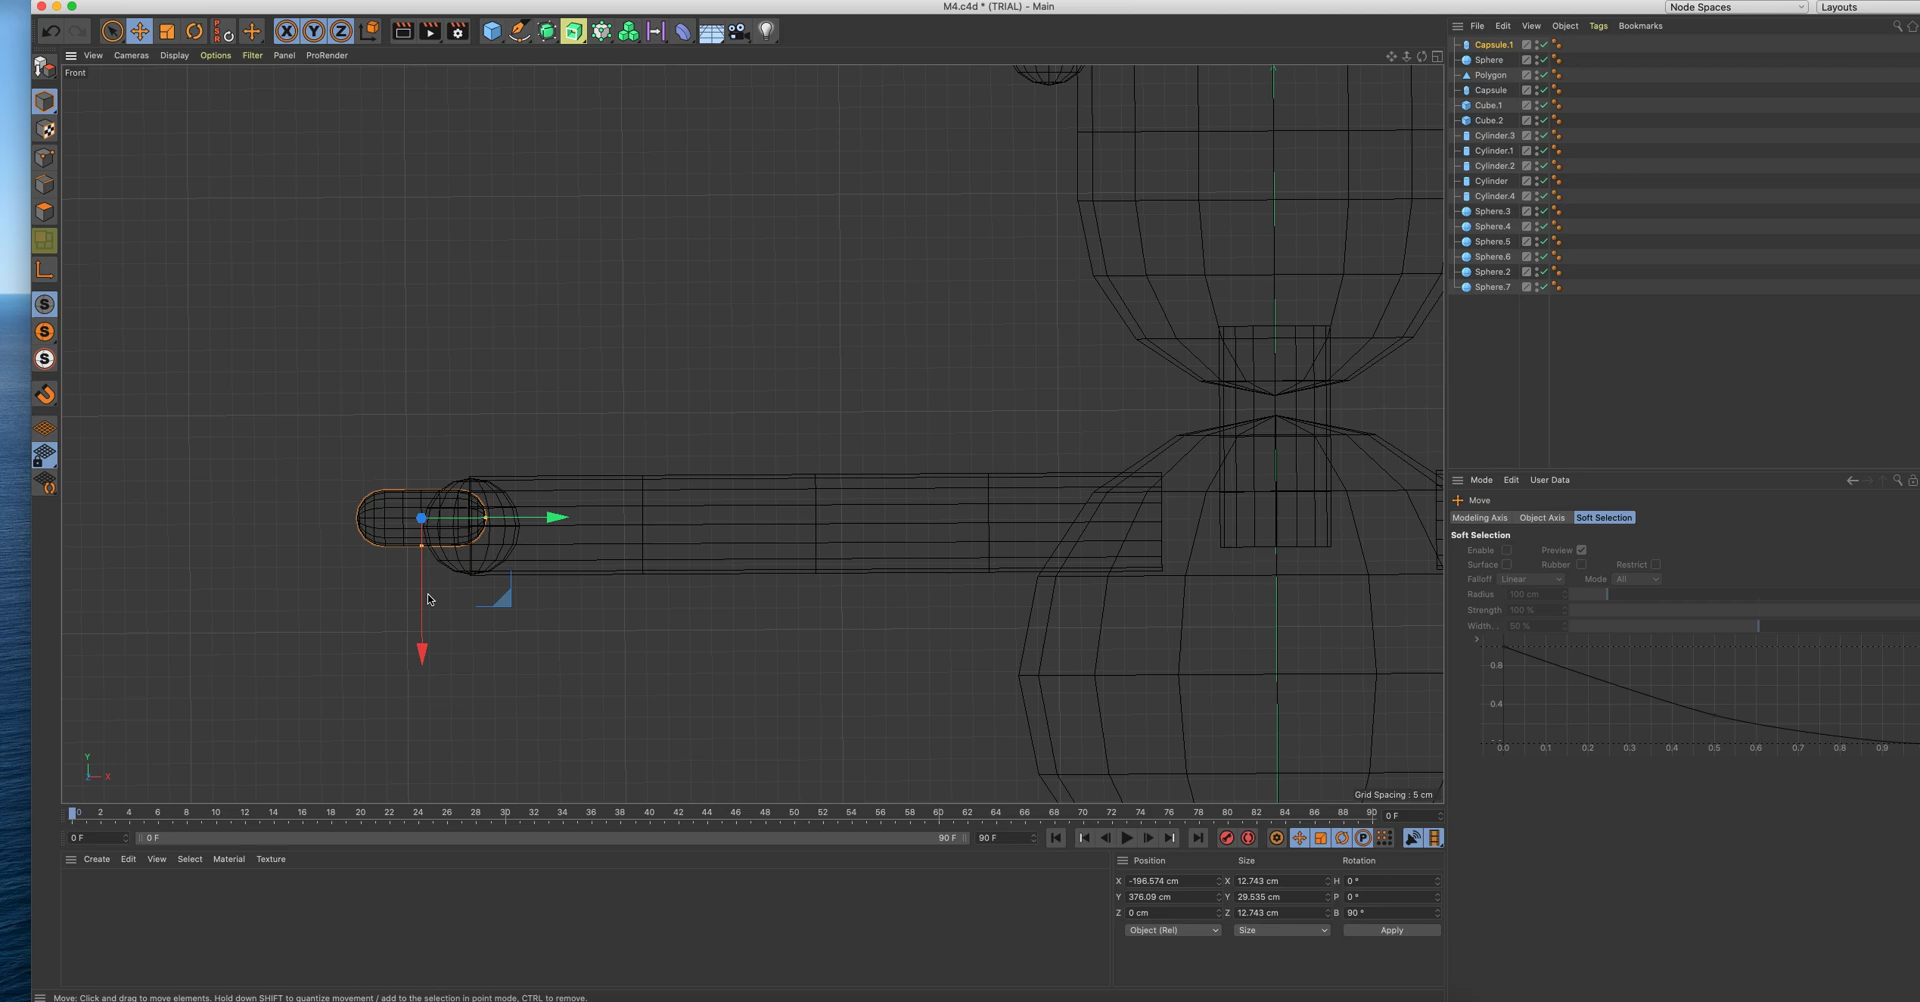 M4.c4d * (TRIAL) - Main
Node Spaces
Layouts
View Cameras Display Options Filter Panel ProRender
Front
File Edit View Object Tags Bookmarks
Capsule.1
Sphere
Polygon
Capsule
Cube.1
Cube.2
Cylinder.3
Cylinder.1
Cylinder.2
Cylinder
Cylinder.4
Sphere.3
Sphere.4
Sphere.5
Sphere.6
Sphere.2
Sphere.7
PSR
X Y Z
S
S
S
Mode Edit User Data
Move
Modeling Axis Object Axis Soft Selection
Soft Selection
Enable Preview
Surface Rubber Restrict
Falloff Linear Mode All
Radius 100 cm
Strength 100 %
Width. . 50 %
0.8
0.4
0.0 0.1 0.2 0.3 0.4 0.5 0.6 0.7 0.8 0.9
Y
Z X
Grid Spacing : 5 cm
0 2 4 6 8 10 12 14 16 18 20 22 24 26 28 30 32 34 36 38 40 42 44 46 48 50 52 54 56 58 60 62 64 66 68 70 72 74 76 78 80 82 84 86 88 90 0 F
0 F 0 F 90 F 90 F
P
Create Edit View Select Material Texture
Position Size Rotation
X -196.574 cm X 12.743 cm H 0 °
Y 376.09 cm Y 29.535 cm P 0 °
Z 0 cm Z 12.743 cm B 90 °
Object (Rel) Size Apply
Move: Click and drag to move elements. Hold down SHIFT to quantize movement / add to the selection in point mode, CTRL to remove.